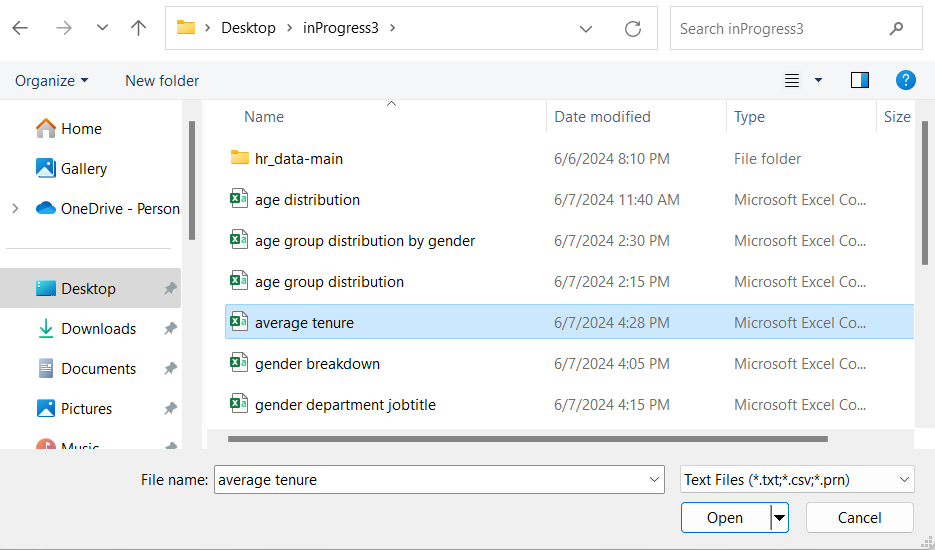 Desktop > inProgress3 >
Search inProgress3
Organize
New folder
?
Name
Date modified
Type
Size
Home
Gallery
OneDrive - Person
Desktop
Downloads
Documents
Pictures
Music
hr_data-main 6/6/2024 8:10 PM File folder
age distribution 6/7/2024 11:40 AM Microsoft Excel Co...
age group distribution by gender 6/7/2024 2:30 PM Microsoft Excel Co...
age group distribution 6/7/2024 2:15 PM Microsoft Excel Co...
average tenure 6/7/2024 4:28 PM Microsoft Excel Co...
gender breakdown 6/7/2024 4:05 PM Microsoft Excel Co...
gender department jobtitle 6/7/2024 4:15 PM Microsoft Excel Co...
File name: average tenure
Text Files (*.txt;*.csv;*.prn)
Open
Cancel